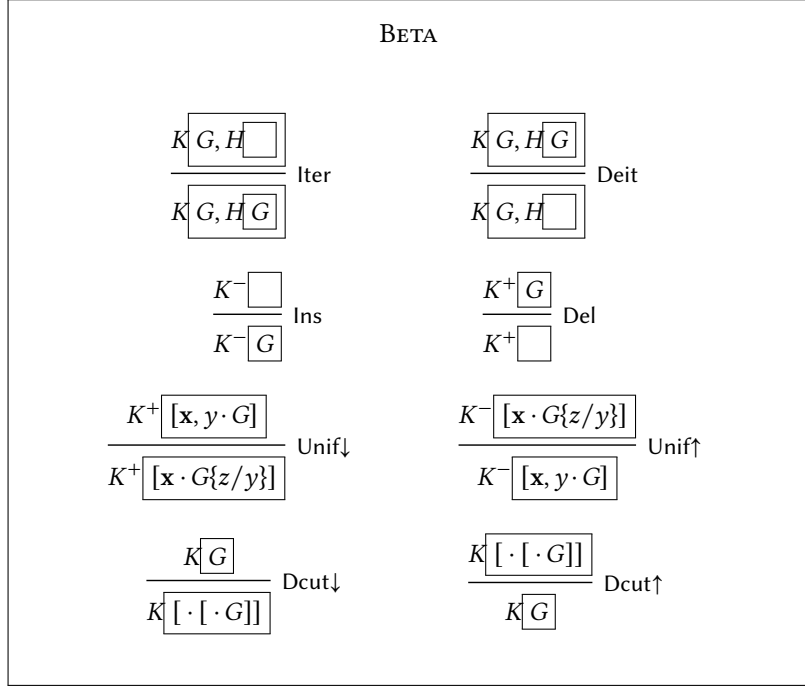 BETA
K G, H
Iter
K G, H G
K G, H G
Deit
K G, H
K⁻
Ins
K⁻ G
K⁺ G
Del
K⁺
K⁺ [x, y · G]
Unif↓
K⁺ [x · G{z/y}]
K⁻ [x · G{z/y}]
Unif↑
K⁻ [x, y · G]
K G
Dcut↓
K [ · [ · G]]
K [ · [ · G]]
Dcut↑
K G